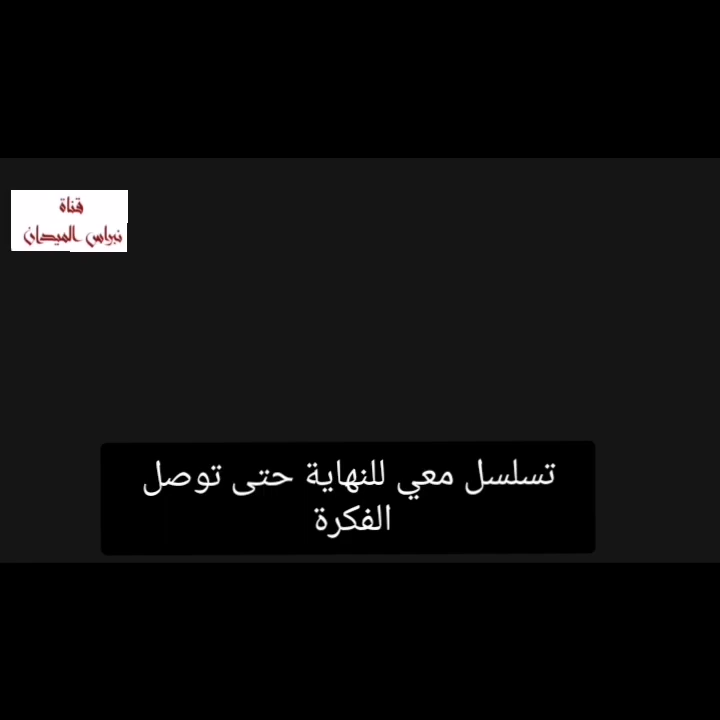 قناة
نبراس الميدان
تسلسل معي للنهاية حتى توصل
الفكرة